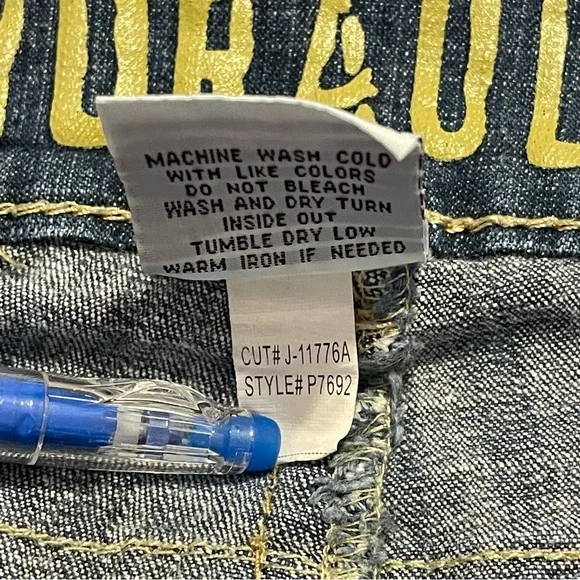 MACHINE WASH COLD
WITH LIKE COLORS
DO NOT BLEACH
WASH AND DRY TURN
INSIDE OUT
TUMBLE DRY LOW
WARM IRON IF NEEDED
CUT# J-11776A
STYLE# P7692